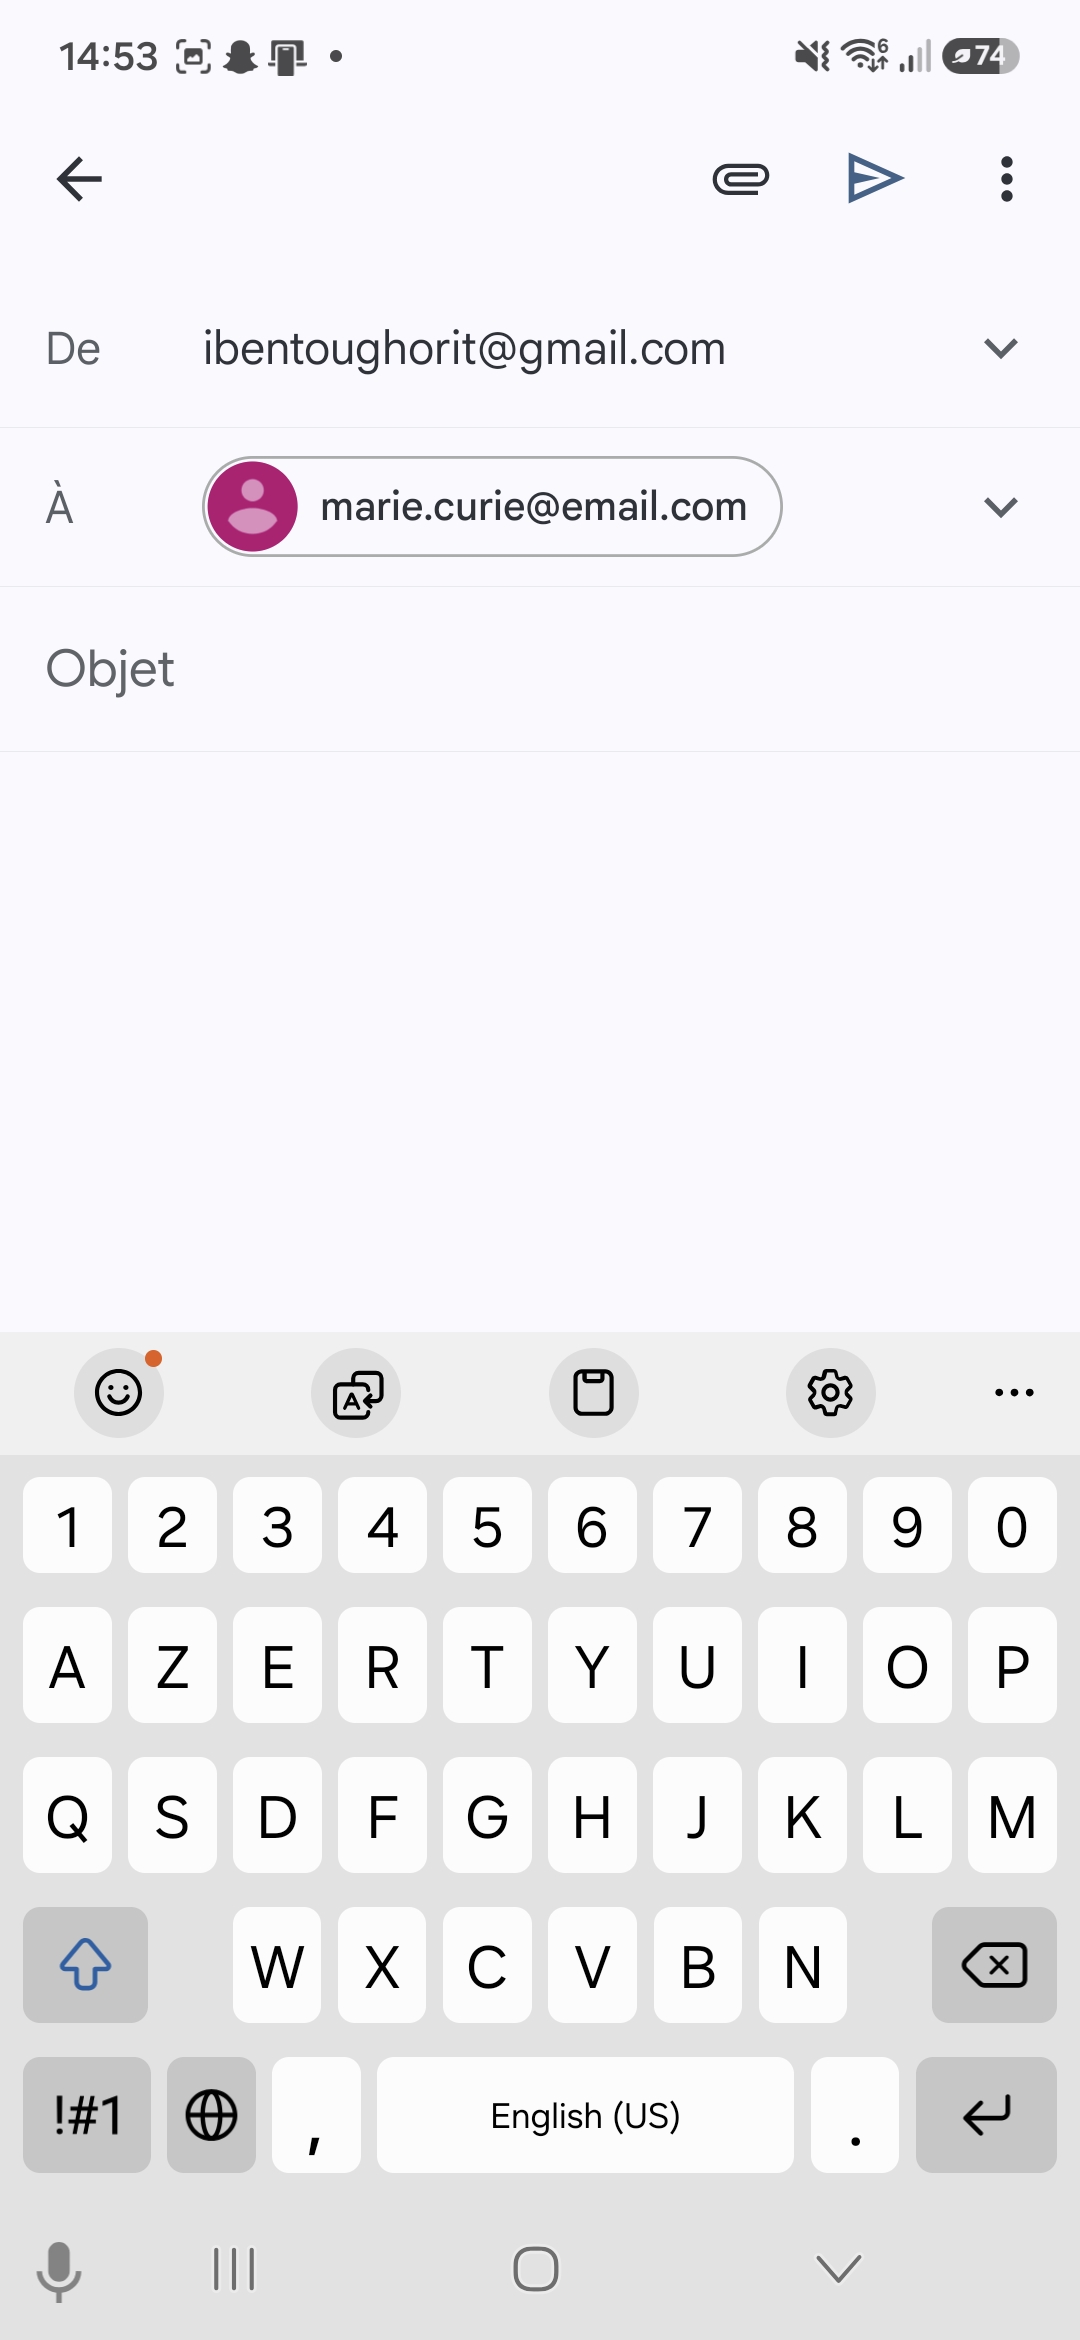 14:53
6
74
De ibentoughorit@gmail.com
À marie.curie@email.com
Objet
1 2 3 4 5 6 7 8 9 0
A Z E R T Y U I O P
Q S D F G H J K L M
W X C V B N
!#1 , English (US) .